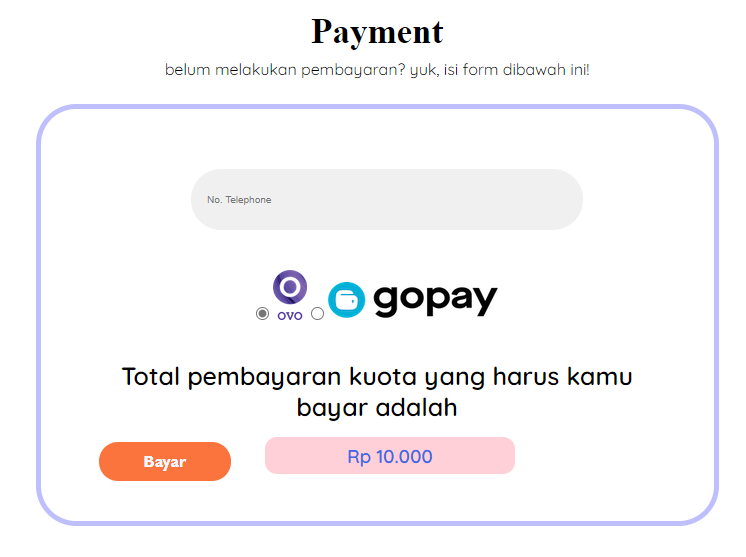 Payment
belum melakukan pembayaran? yuk, isi form dibawah ini!
No. Telephone
OVO gopay
Total pembayaran kuota yang harus kamu
bayar adalah
Bayar
Rp 10.000